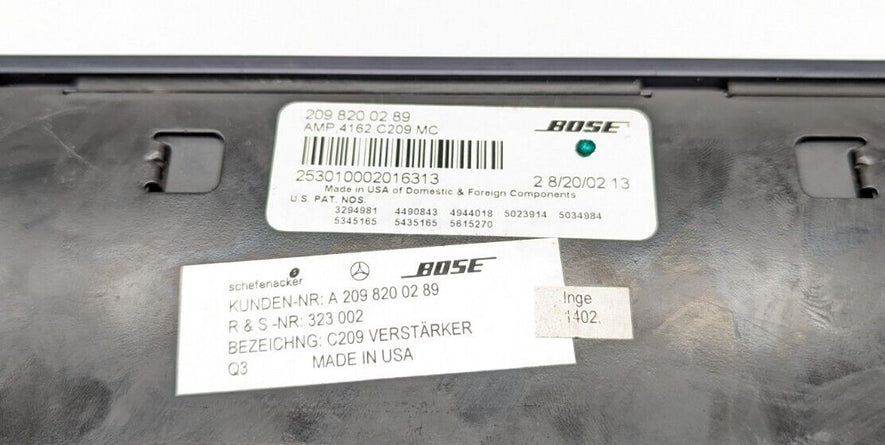 209 820 02 89
AMP,4162,C209 MC
BOSE
253010002016313
2 8/20/02 13
Made in USA of Domestic & Foreign Components
U.S. PAT. NOS.
3294981 4490843 4944018 5023914 5034984
5345165 5435165 5615270
schefenacker BOSE
KUNDEN-NR: A 209 820 02 89
R & S -NR: 323 002
BEZEICHNG: C209 VERSTÄRKER
Q3 MADE IN USA
Inge
1402.